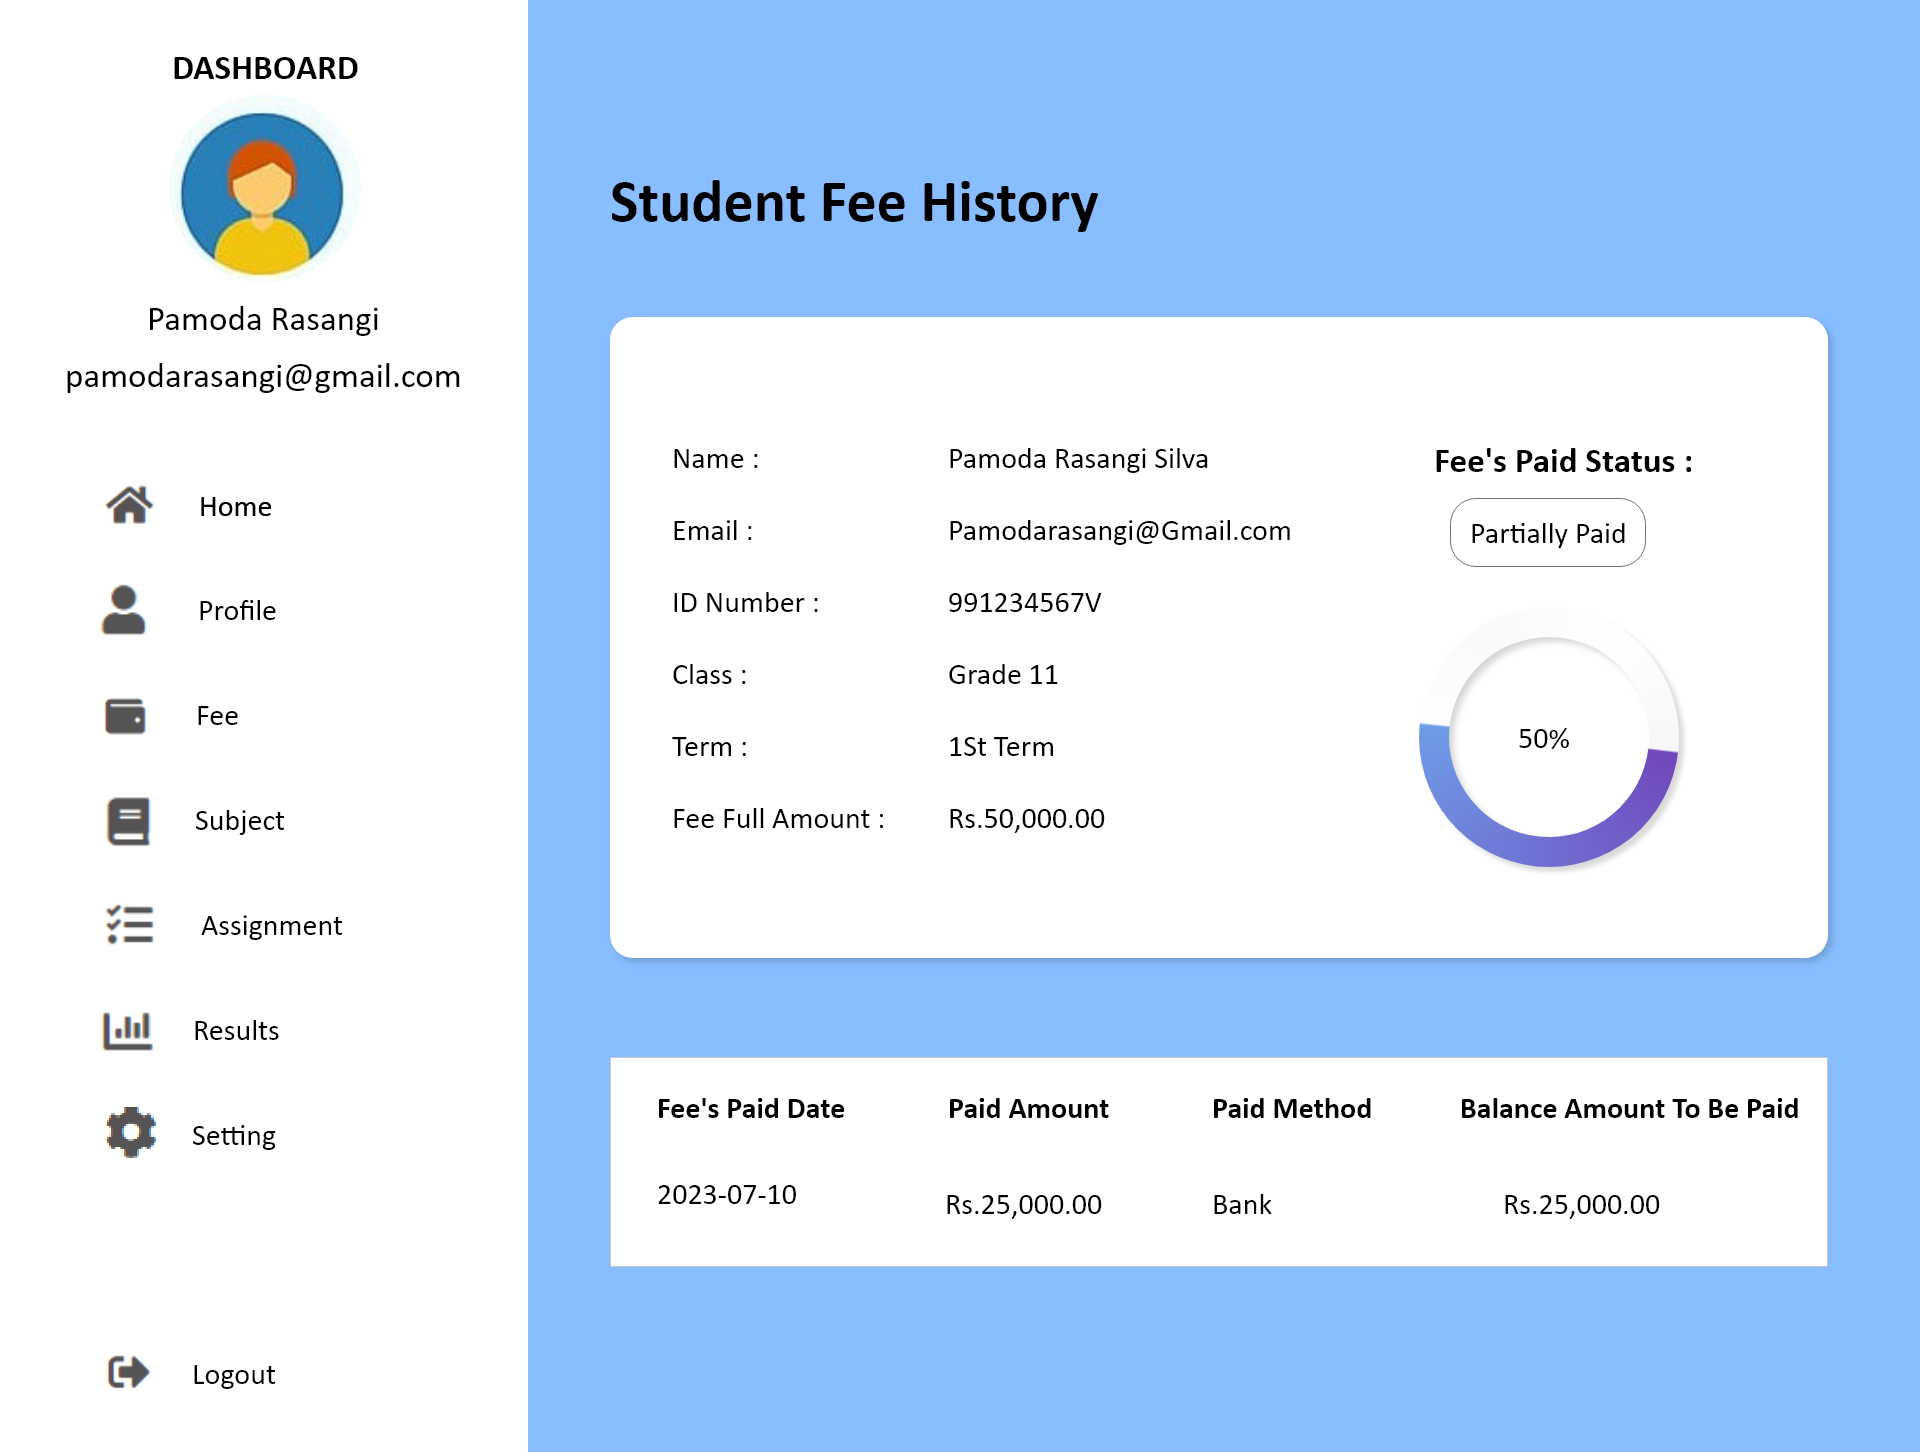 DASHBOARD
Pamoda Rasangi
pamodarasangi@gmail.com
Home
Profile
Fee
Subject
Assignment
Results
Setting
Logout
Student Fee History
Name : Pamoda Rasangi Silva
Email : Pamodarasangi@Gmail.com
ID Number : 991234567V
Class : Grade 11
Term : 1St Term
Fee Full Amount : Rs.50,000.00
Fee's Paid Status :
Partially Paid
50%
Fee's Paid Date Paid Amount Paid Method Balance Amount To Be Paid
2023-07-10 Rs.25,000.00 Bank Rs.25,000.00